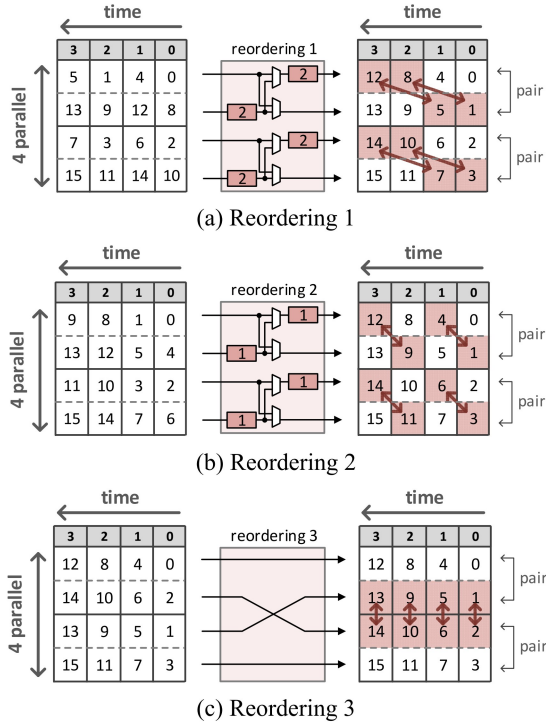 time reordering 1 time
3 2 1 0 3 2 1 0
5 1 4 0 2 12 8 4 0
13 9 12 8 2 13 9 5 1 pair
7 3 6 2 2 14 10 6 2
15 11 14 10 2 15 11 7 3 pair
4 parallel
(a) Reordering 1
time reordering 2 time
3 2 1 0 3 2 1 0
9 8 1 0 1 12 8 4 0
13 12 5 4 1 13 9 5 1 pair
11 10 3 2 1 14 10 6 2
15 14 7 6 1 15 11 7 3 pair
4 parallel
(b) Reordering 2
time reordering 3 time
3 2 1 0 3 2 1 0
12 8 4 0 12 8 4 0
14 10 6 2 13 9 5 1 pair
13 9 5 1 14 10 6 2
15 11 7 3 15 11 7 3 pair
4 parallel
(c) Reordering 3